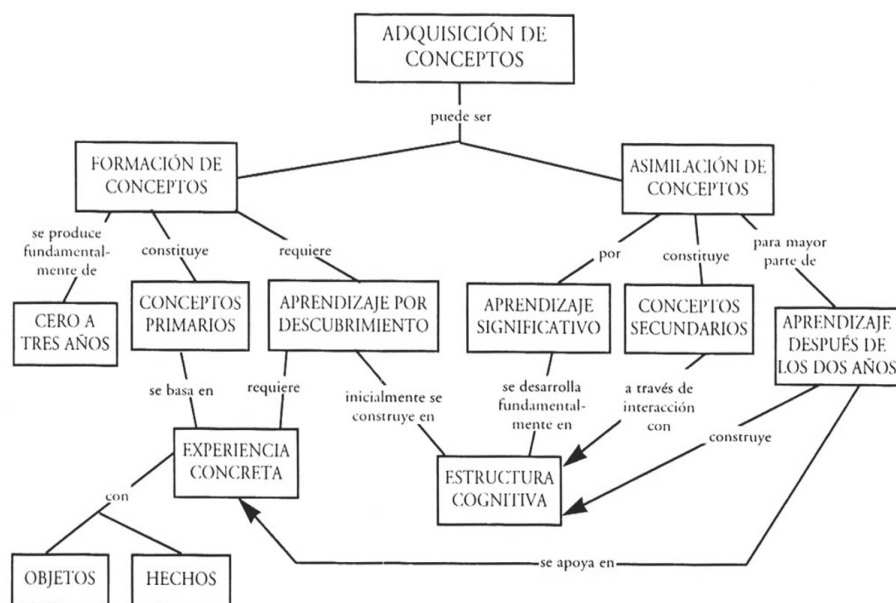 ADQUISICIÓN DE
CONCEPTOS
puede ser
FORMACIÓN DE
CONCEPTOS
ASIMILACIÓN DE
CONCEPTOS
se produce
fundamental-
mente de
constituye
requiere
por
constituye
para mayor
parte de
CERO A
TRES AÑOS
CONCEPTOS
PRIMARIOS
APRENDIZAJE POR
DESCUBRIMIENTO
APRENDIZAJE
SIGNIFICATIVO
CONCEPTOS
SECUNDARIOS
APRENDIZAJE
DESPUÉS DE
LOS DOS AÑOS
se basa en
requiere
inicialmente se
construye en
se desarrolla
fundamental-
mente en
a través de
interacción
con
construye
EXPERIENCIA
CONCRETA
ESTRUCTURA
COGNITIVA
con
se apoya en
OBJETOS
HECHOS